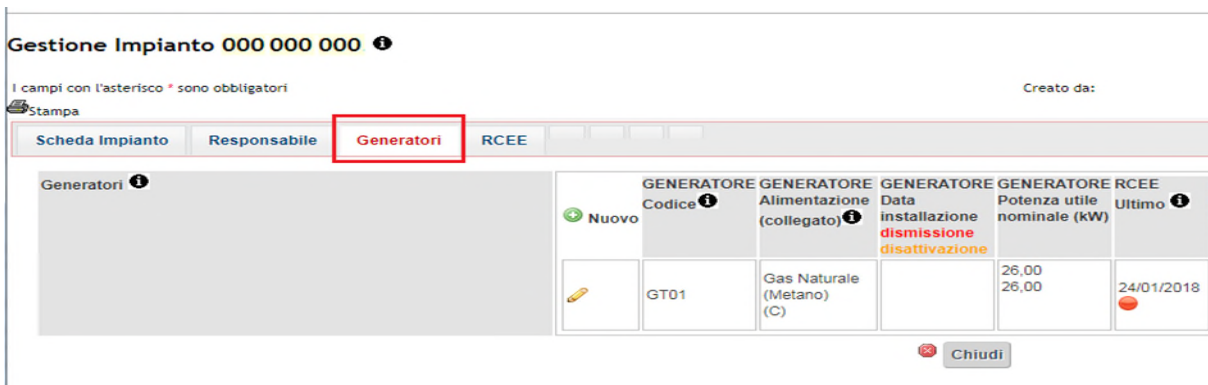 Gestione Impianto 000 000 000
I campi con l'asterisco * sono obbligatori
Creato da:
Stampa
Scheda Impianto Responsabile Generatori RCEE
Generatori
Nuovo
GENERATORE Codice
GENERATORE Alimentazione (collegato)
GENERATORE Data installazione dismissione disattivazione
GENERATORE Potenza utile nominale (kW)
RCEE Ultimo
GT01
Gas Naturale
(Metano)
(C)
26,00
26,00
24/01/2018
Chiudi